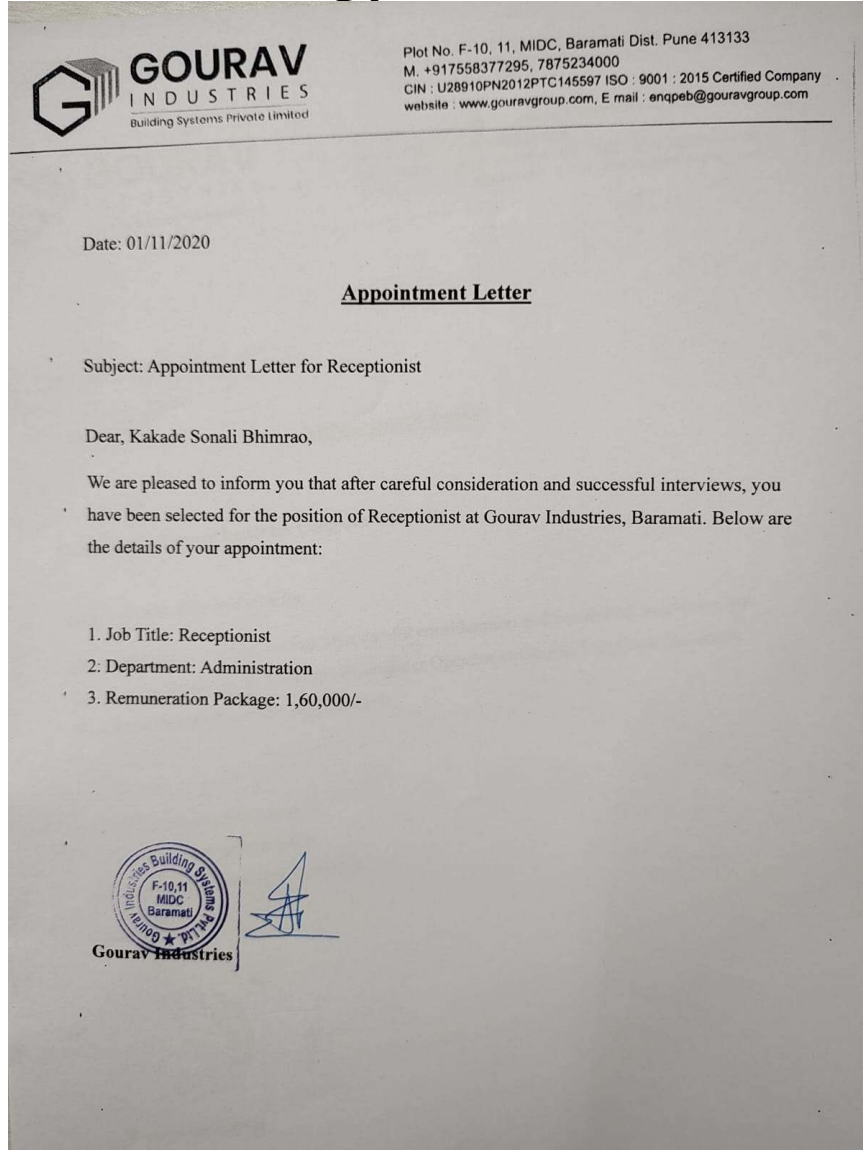 GOURAV
INDUSTRIES
Building Systems Private Limited
Plot No. F-10, 11, MIDC, Baramati Dist. Pune 413133
M. +917558377295, 7875234000
CIN : U28910PN2012PTC145597 ISO : 9001 : 2015 Certified Company
website : www.gouravgroup.com, E mail : enqpeb@gouravgroup.com
Date: 01/11/2020
Appointment Letter
Subject: Appointment Letter for Receptionist
Dear, Kakade Sonali Bhimrao,
We are pleased to inform you that after careful consideration and successful interviews, you
have been selected for the position of Receptionist at Gourav Industries, Baramati. Below are
the details of your appointment:
1. Job Title: Receptionist
2: Department: Administration
3. Remuneration Package: 1,60,000/-
Gourav Industries Building Systems Pvt.Ltd.
F-10,11
MIDC
Baramati
Gourav Industries